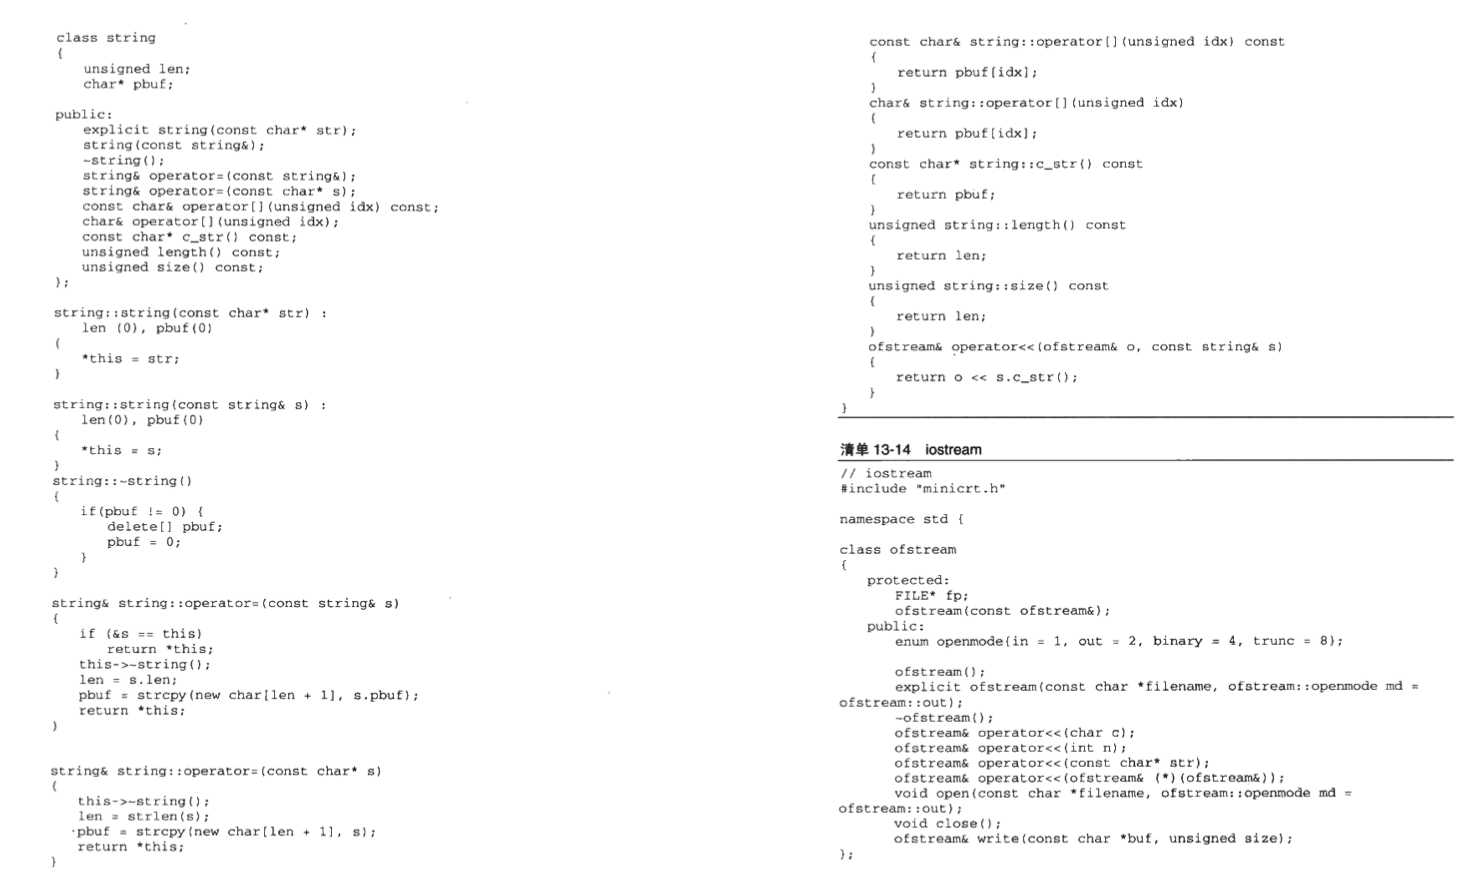 class string
{
    unsigned len;
    char* pbuf;

public:
    explicit string(const char* str);
    string(const string&);
    ~string();
    string& operator=(const string&);
    string& operator=(const char* s);
    const char& operator[](unsigned idx) const;
    char& operator[](unsigned idx);
    const char* c_str() const;
    unsigned length() const;
    unsigned size() const;
};

string::string(const char* str) :
    len (0), pbuf(0)
{
    *this = str;
}

string::string(const string& s) :
    len(0), pbuf(0)
{
    *this = s;
}
string::~string()
{
    if(pbuf != 0) {
        delete[] pbuf;
        pbuf = 0;
    }
}

string& string::operator=(const string& s)
{
    if (&s == this)
        return *this;
    this->~string();
    len = s.len;
    pbuf = strcpy(new char[len + 1], s.pbuf);
    return *this;
}

string& string::operator=(const char* s)
{
    this->~string();
    len = strlen(s);
    pbuf = strcpy(new char[len + 1], s);
    return *this;
}
const char& string::operator[](unsigned idx) const
{
    return pbuf[idx];
}
char& string::operator[](unsigned idx)
{
    return pbuf[idx];
}
const char* string::c_str() const
{
    return pbuf;
}
unsigned string::length() const
{
    return len;
}
unsigned string::size() const
{
    return len;
}
ofstream& operator<<(ofstream& o, const string& s)
{
    return o << s.c_str();
}
}
清单 13-14 iostream
// iostream
#include "minicrt.h"

namespace std {

class ofstream
{
    protected:
        FILE* fp;
        ofstream(const ofstream&);
    public:
        enum openmode{in = 1, out = 2, binary = 4, trunc = 8};

        ofstream();
        explicit ofstream(const char *filename, ofstream::openmode md =
ofstream::out);
        ~ofstream();
        ofstream& operator<<(char c);
        ofstream& operator<<(int n);
        ofstream& operator<<(const char* str);
        ofstream& operator<<(ofstream& (*)(ofstream&));
        void open(const char *filename, ofstream::openmode md =
ofstream::out);
        void close();
        ofstream& write(const char *buf, unsigned size);
};